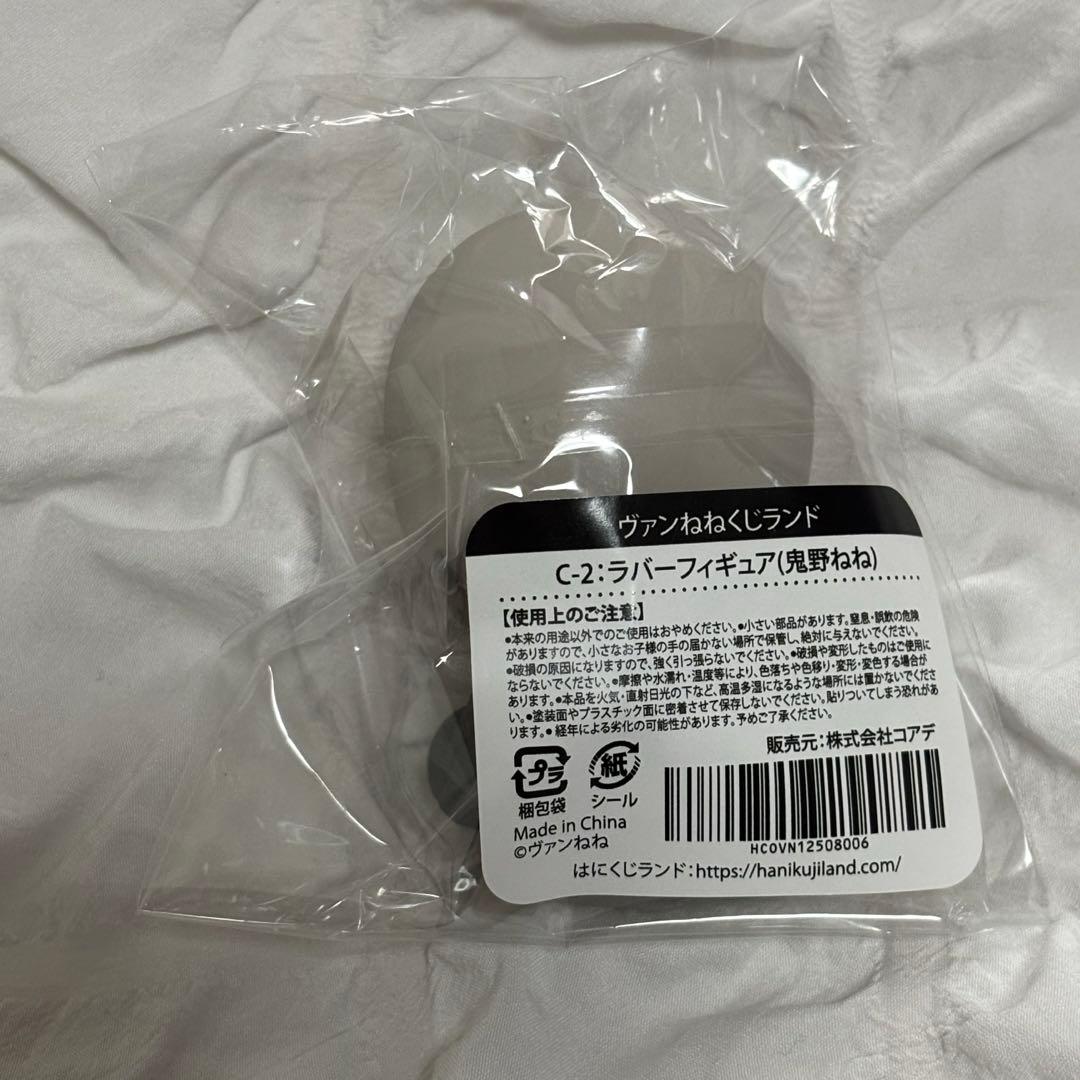 ヴァンねねくじランド
C-2：ラバーフィギュア(鬼野ねね)
【使用上のご注意】
●本来の用途以外でのご使用はおやめください。●小さい部品があります。窒息・誤飲の危険
がありますので、小さなお子様の手の届かない場所で保管し、絶対に与えないでください。
●破損の原因になりますので、強く引っ張らないでください。●破損や変形したものはご使用に
ならないでください。●摩擦や水濡れ・温度等により、色落ちや色移り・変形・変色する場合が
あります。●本品を火気・直射日光の下など、高温多湿になるような場所には置かないでくださ
い。●塗装面やプラスチック面に密着させて保存しないでください。貼りついてしまう恐れがあ
ります。●経年による劣化の可能性があります。予めご了承ください。
販売元：株式会社コアデ
プラ
紙
梱包袋
シール
Made in China
©ヴァンねね
HCOVN12508006
はにくじランド：https://hanikujiland.com/